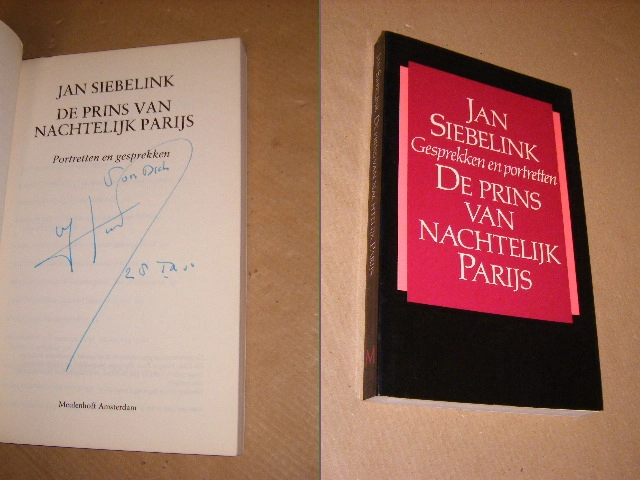 JAN SIEBELINK
DE PRINS VAN
NACHTELIJK PARIJS
Portretten en gesprekken
Meulenhoff Amsterdam
JAN
SIEBELINK
Gesprekken en portretten
DE PRINS
VAN
NACHTELIJK
PARIJS
M